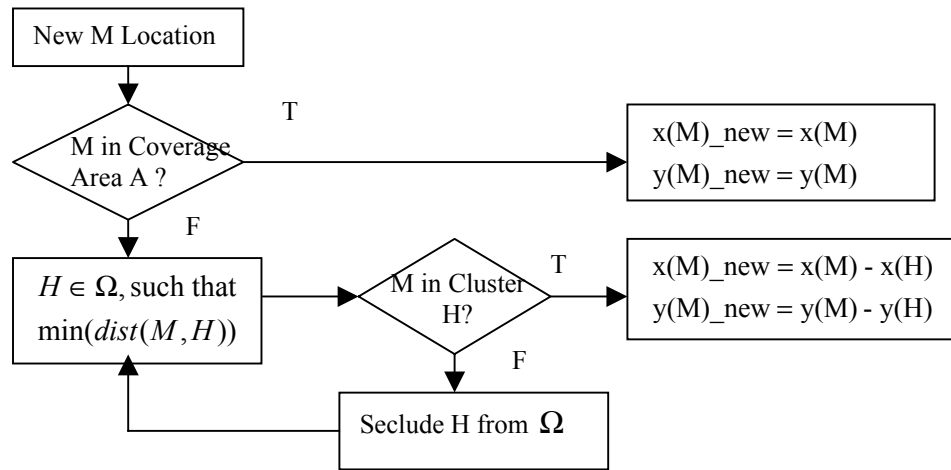 New M Location
T
M in Coverage
Area A ?
x(M)_new = x(M)
y(M)_new = y(M)
F
H ∈ Ω, such that
min(dist(M, H))
M in Cluster
H?
T
x(M)_new = x(M) - x(H)
y(M)_new = y(M) - y(H)
F
Seclude H from Ω